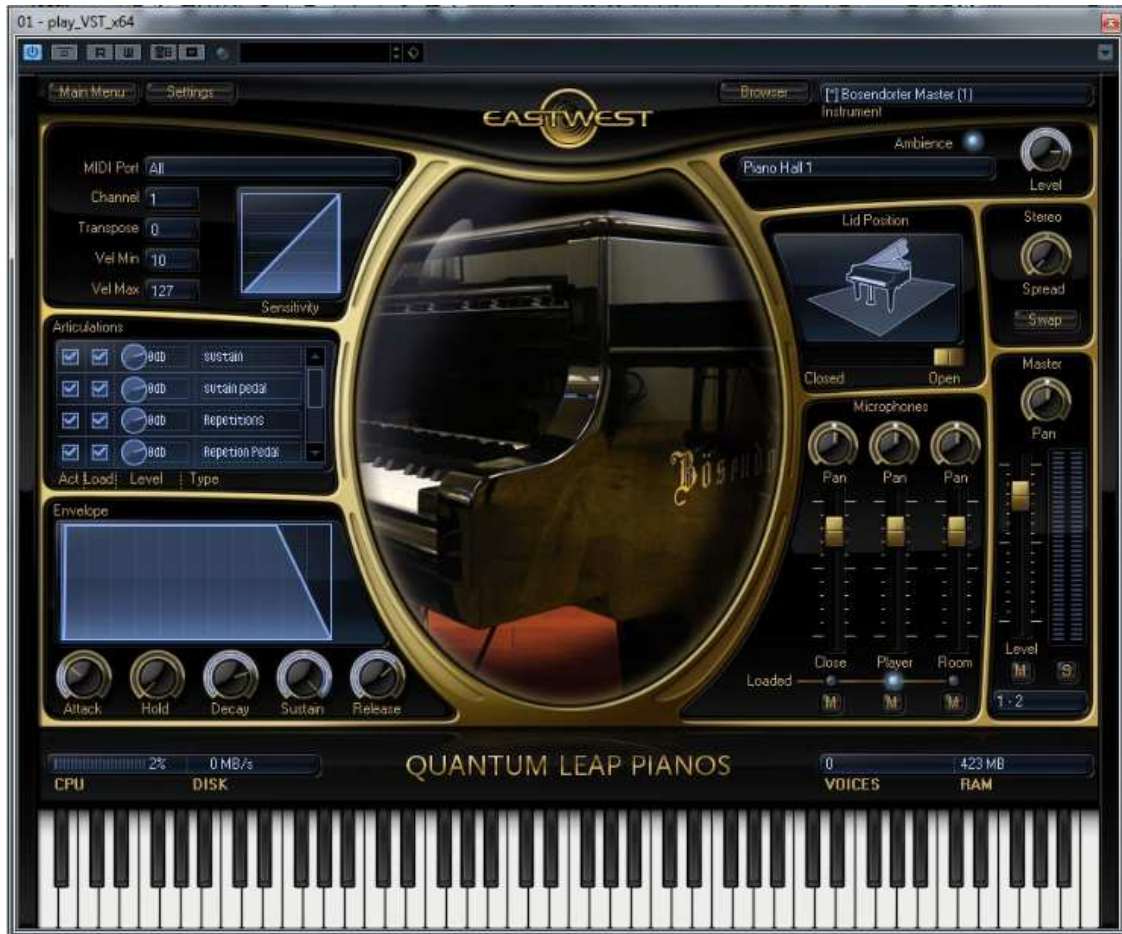 01 - play_VST_x64
R W
Main Menu Settings
EASTWEST
Browser [*] Bosendorfer Master (1)
Instrument
MIDI Port All
Channel 1
Transpose 0
Vel Min 10
Vel Max 127
Sensitivity
Ambience
Piano Hall 1
Level
Lid Position
Closed Open
Stereo
Spread
Swap
Articulations
0db sustain
0db sutain pedal
0db Repetitions
0db Repetion Pedal
Act Load Level Type
Envelope
Attack Hold Decay Sustain Release
Bösendo
Microphones
Pan Pan Pan
Close Player Room
Loaded
M M M
Master
Pan
Level
M S
1 - 2
2% 0 MB/s
CPU DISK
QUANTUM LEAP PIANOS
0 423 MB
VOICES RAM